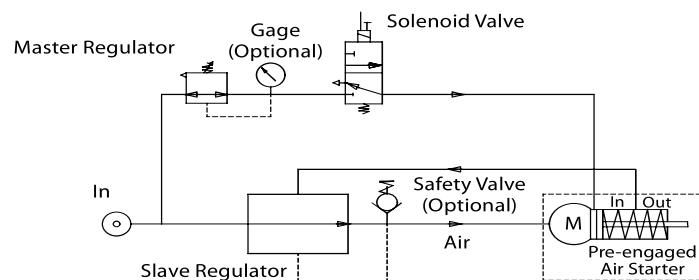 Solenoid Valve
Gage
(Optional)
Master Regulator
In
Safety Valve
(Optional)
Air
In Out
M
Pre-engaged
Air Starter
Slave Regulator